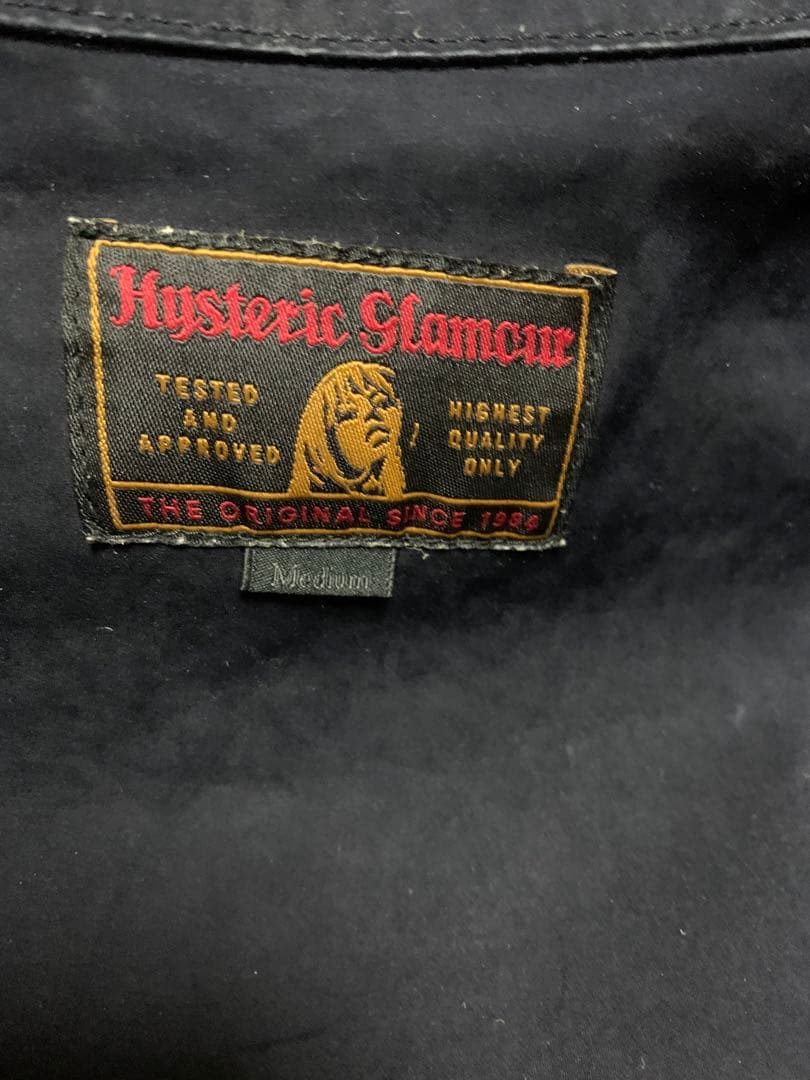 Hysteric Glamour
TESTED
AND
APPROVED
HIGHEST
QUALITY
ONLY
THE ORIGINAL SINCE 1984
Medium